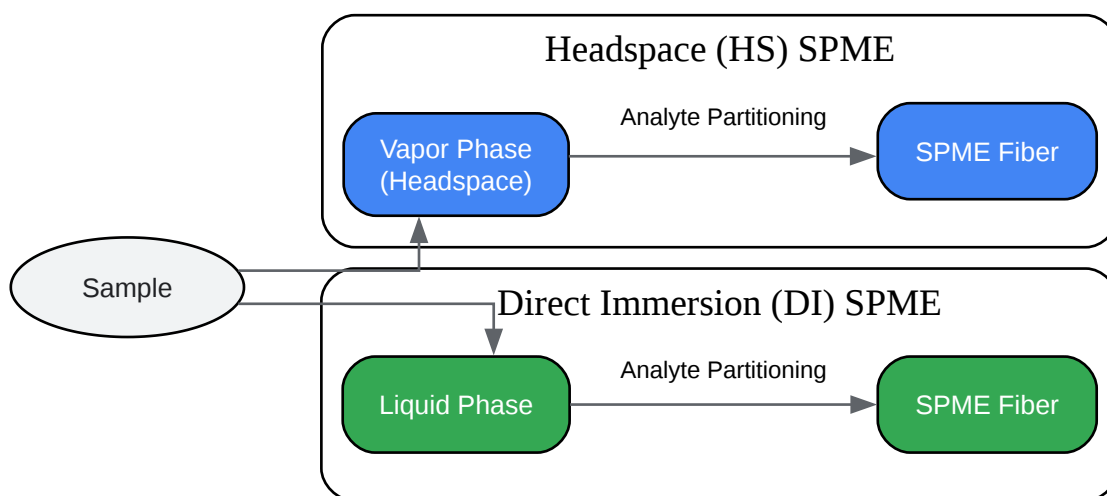 Headspace (HS) SPME
Analyte Partitioning
Vapor Phase
(Headspace)
SPME Fiber
Sample
Direct Immersion (DI) SPME
Analyte Partitioning
Liquid Phase
SPME Fiber